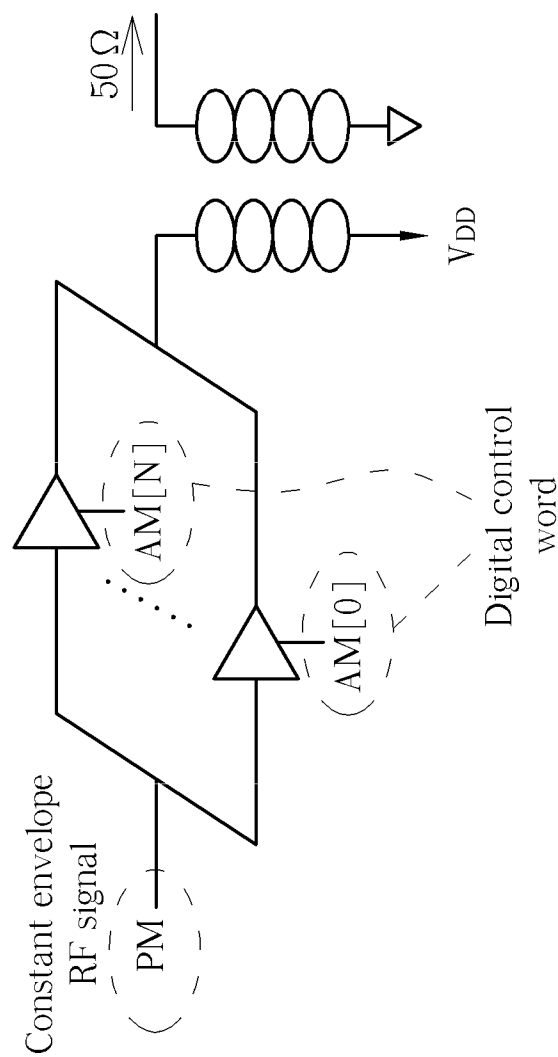 Constant envelope
RF signal
PM
AM[N]
AM[0]
Digital control
word
50 Ω
VDD